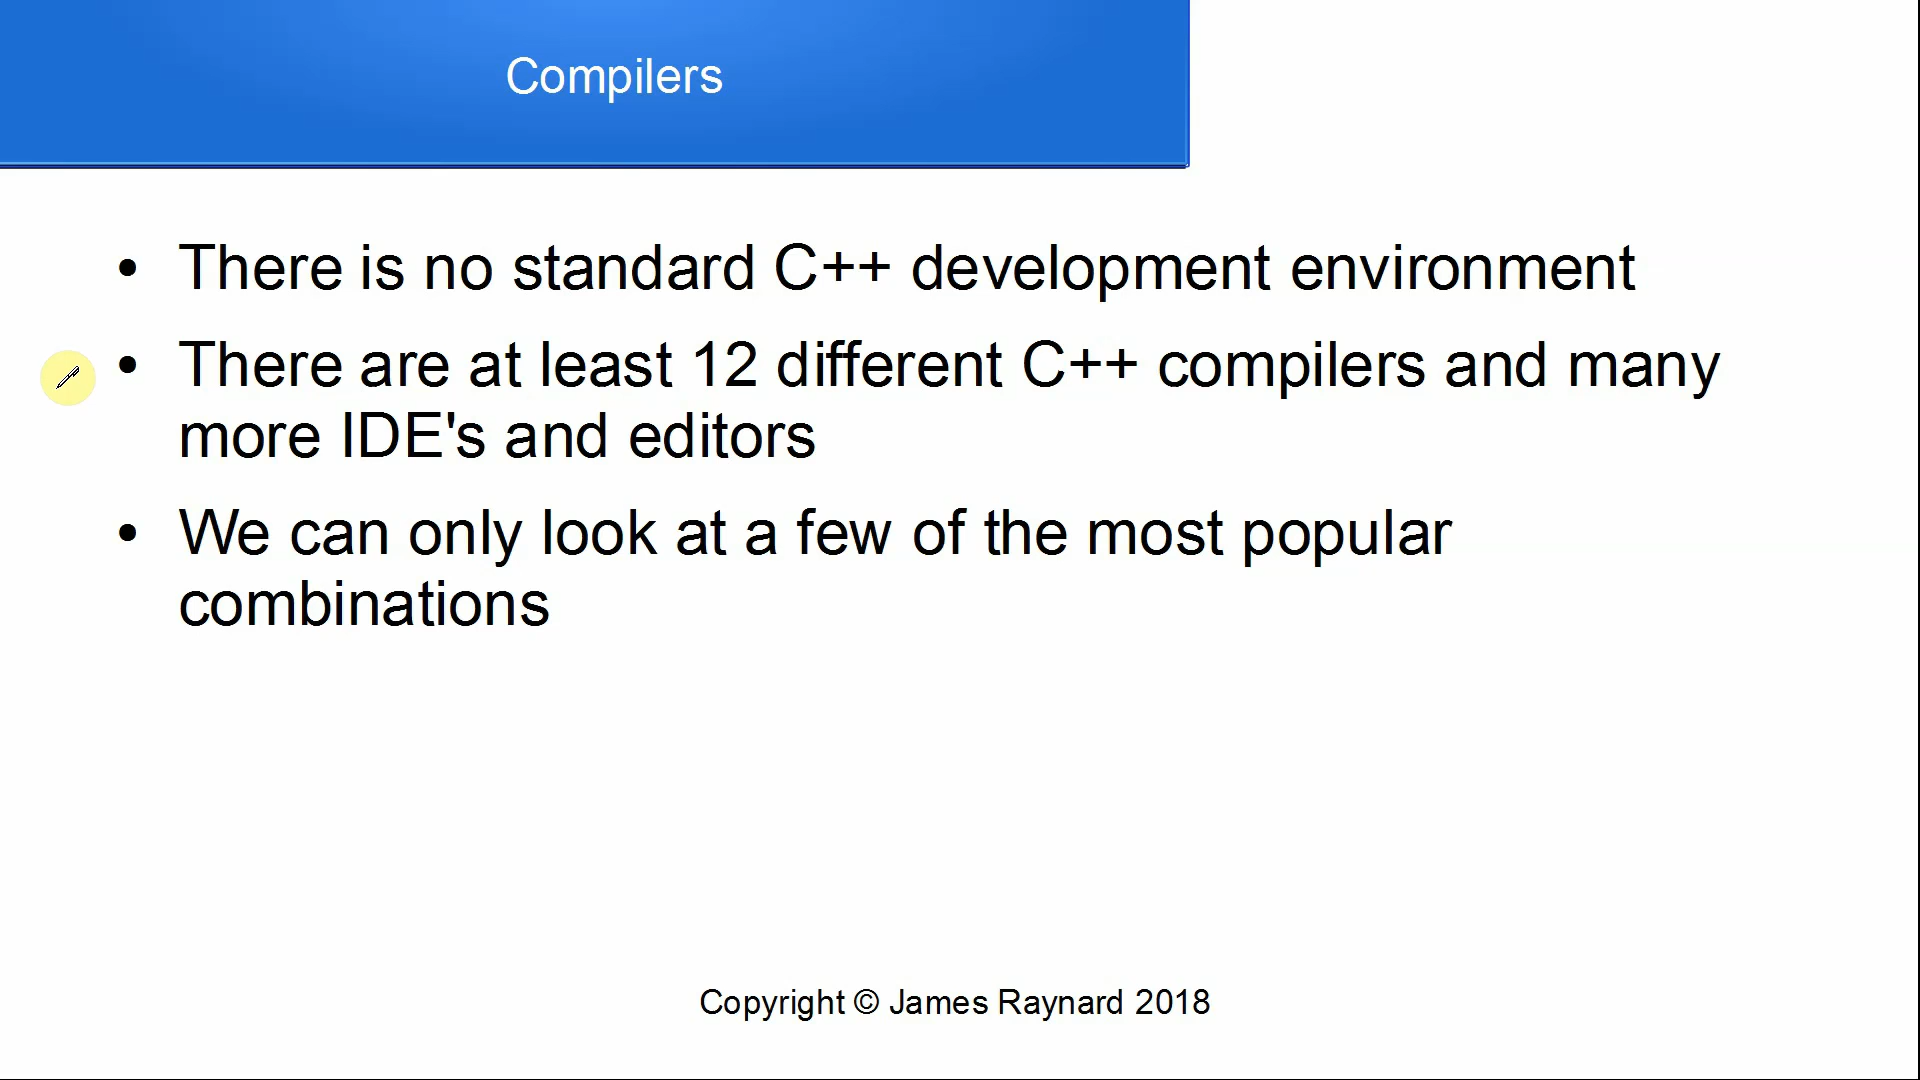 Compilers
• There is no standard C++ development environment
• There are at least 12 different C++ compilers and many
more IDE's and editors
• We can only look at a few of the most popular
combinations
Copyright © James Raynard 2018